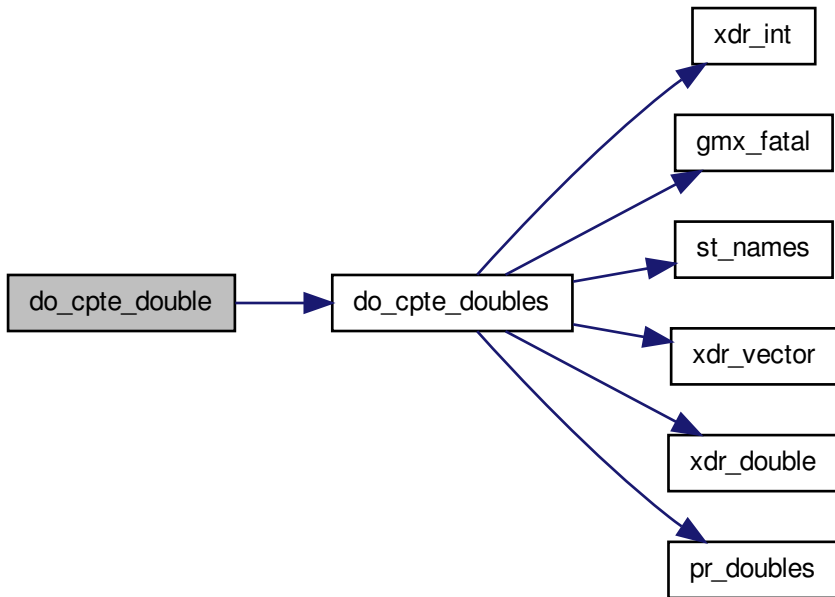 do_cpte_double
do_cpte_doubles
xdr_int
gmx_fatal
st_names
xdr_vector
xdr_double
pr_doubles